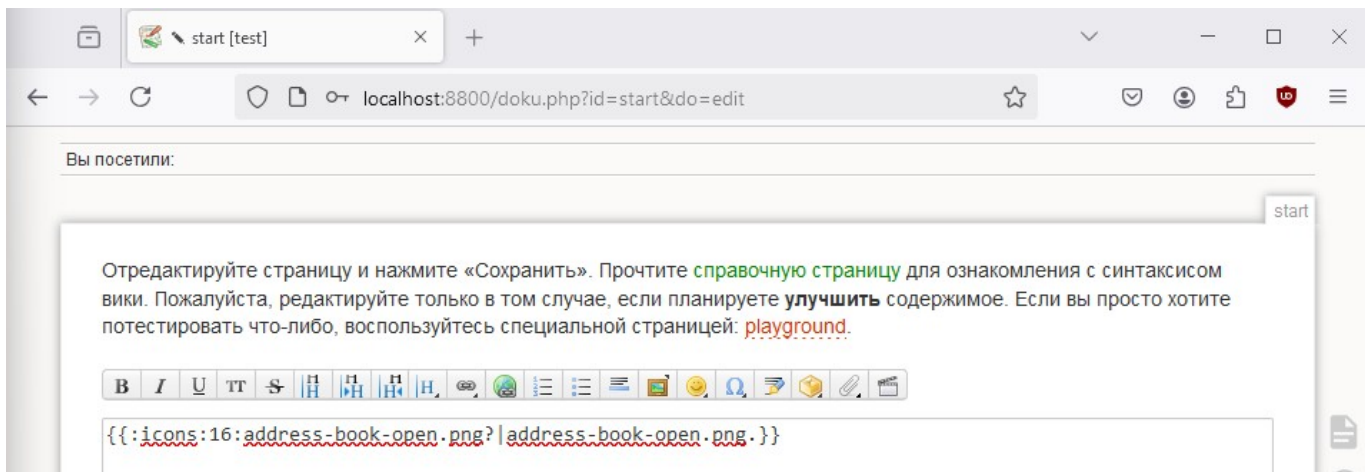 start [test]
localhost:8800/doku.php?id=start&do=edit
Вы посетили:
start
Отредактируйте страницу и нажмите «Сохранить». Прочтите справочную страницу для ознакомления с синтаксисом
вики. Пожалуйста, редактируйте только в том случае, если планируете улучшить содержимое. Если вы просто хотите
потестировать что-либо, воспользуйтесь специальной страницей: playground.
B I U TT S H H H H Ω
{{:icons:16:address-book-open.png?|address-book-open.png.}}